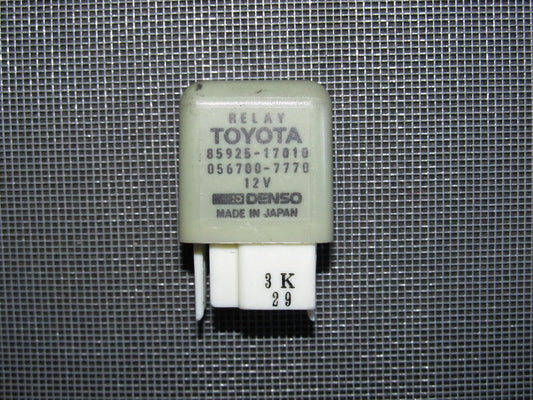 RELAY
TOYOTA
85925-17010
056700-7770
12V
DENSO
MADE IN JAPAN
3 K
29